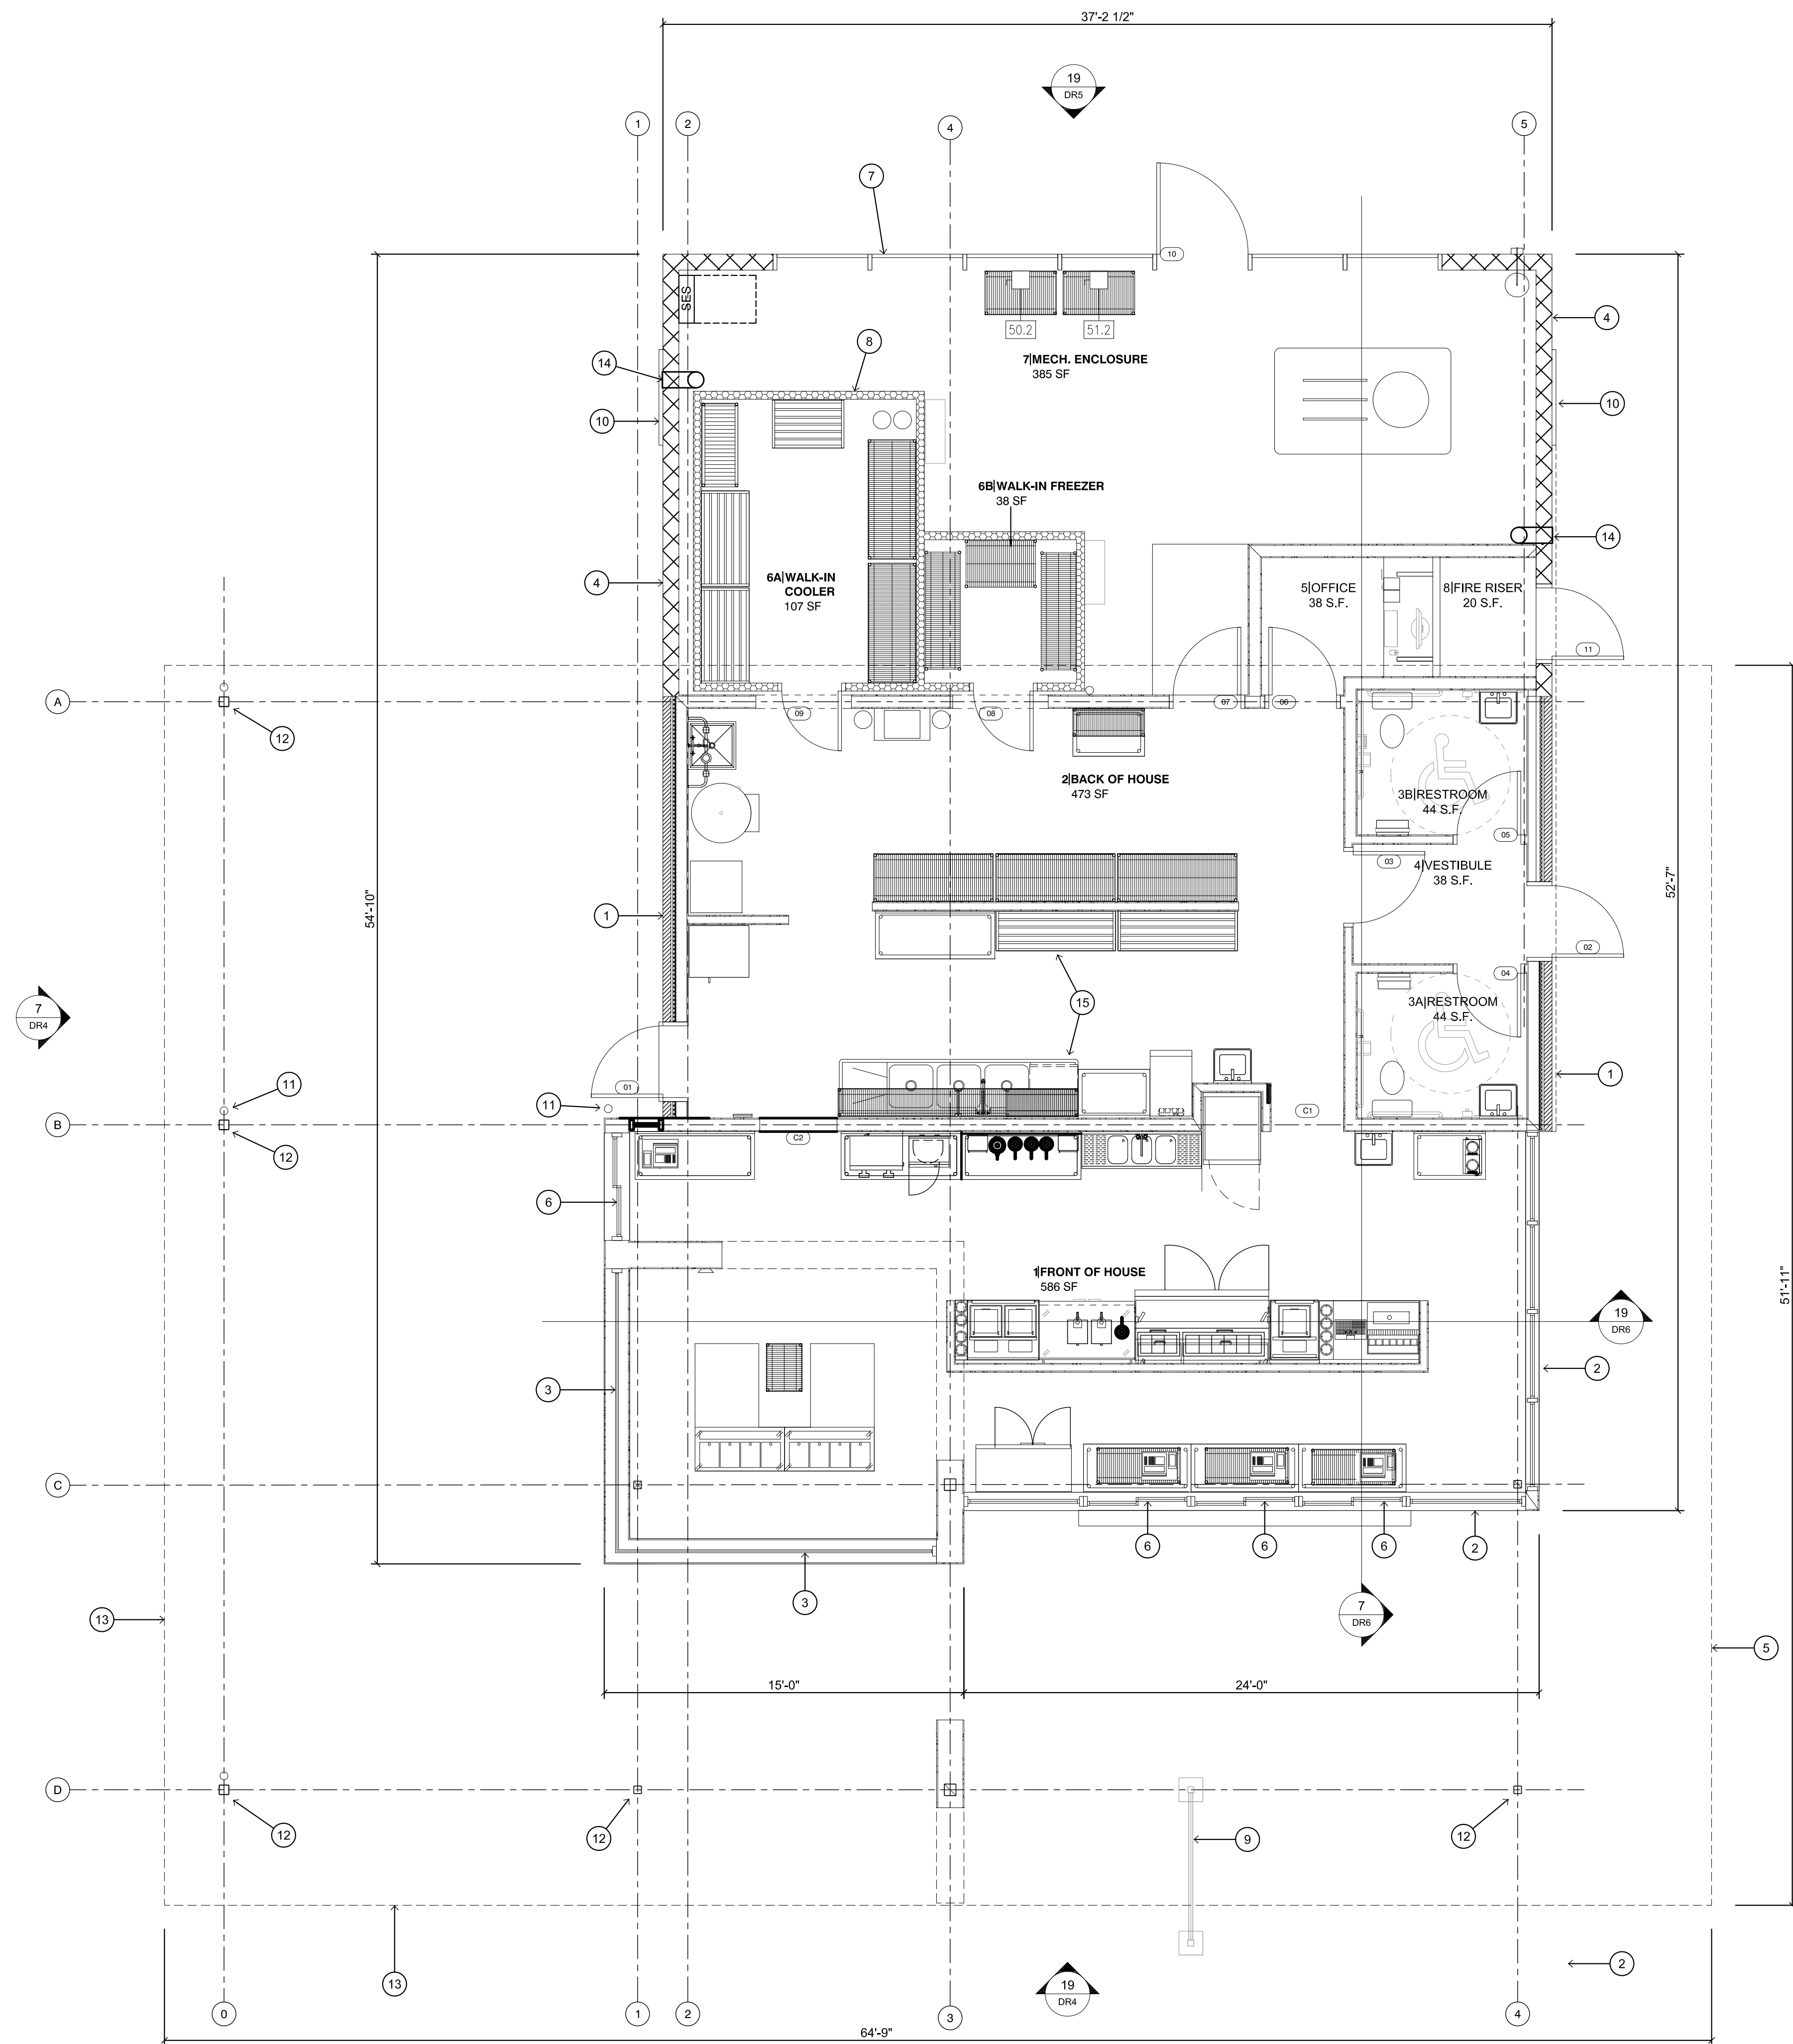 37'-2 1/2"
19
DR5
1
2
4
5
7
10
SES
50.2
51.2
4
8
7|MECH. ENCLOSURE
385 SF
14
10
10
6B|WALK-IN FREEZER
38 SF
14
6A|WALK-IN
COOLER
107 SF
4
5|OFFICE
38 S.F.
8|FIRE RISER
20 S.F.
11
A
12
09
08
07
06
2|BACK OF HOUSE
473 SF
3B|RESTROOM
44 S.F.
05
03
4|VESTIBULE
38 S.F.
54'-10"
52'-7"
1
02
04
7
DR4
15
3A|RESTROOM
44 S.F.
11
01
11
1
B
12
C2
C1
6
1|FRONT OF HOUSE
586 SF
51'-11"
19
DR6
3
2
C
6
6
6
2
3
13
7
DR6
5
15'-0"
24'-0"
D
12
12
9
12
13
19
DR4
2
0
1
2
3
4
64'-9"